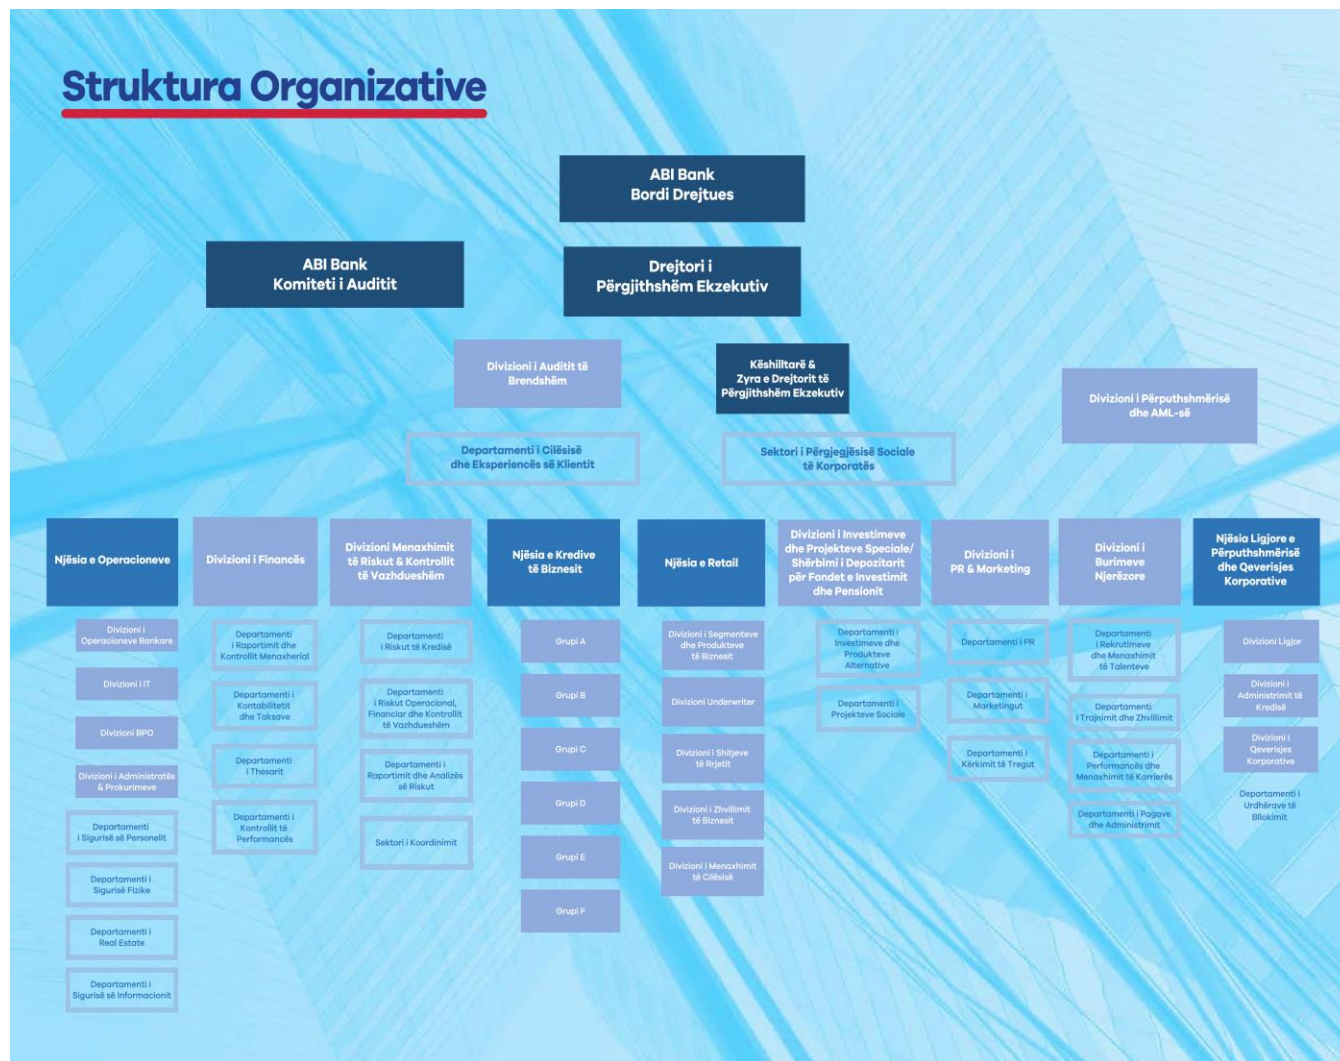 Struktura Organizative
ABI Bank
Bordi Drejtues
ABI Bank
Komiteti i Auditit
Drejtori i
Përgjithshëm Ekzekutiv
Divizioni i Auditit të
Brendshëm
Këshilltarë &
Zyra e Drejtorit të
Përgjithshëm Ekzekutiv
Divizioni i Përputhshmërisë
dhe AML-së
Departamenti i Cilësisë
dhe Eksperiencës së Klientit
Sektori i Përgjegjësisë Sociale
të Korporatës
Njësia e Operacioneve
Divizioni i
Operacioneve Bankare
Divizioni i IT
Divizioni BPO
Divizioni i Administratës
& Prokurimeve
Departamenti
i Sigurisë së Personelit
Departamenti i
Sigurisë Fizike
Departamenti i
Real Estate
Departamenti i
Sigurisë së Informacionit
Divizioni i Financës
Departamenti
i Raportimit dhe
Kontrollit Menaxherial
Departamenti i
Kontabilitetit
dhe Taksave
Departamenti
i Thesarit
Departamenti i
Kontrollit të
Performancës
Divizioni Menaxhimit
të Riskut & Kontrollit
të Vazhdueshëm
Departamenti
i Riskut të Kredisë
Departamenti
i Riskut Operacional,
Financiar dhe Kontrollit
të Vazhdueshëm
Departamenti i
Raportimit dhe Analizës
së Riskut
Sektori i Koordinimit
Njësia e Kredive
të Biznesit
Grupi A
Grupi B
Grupi C
Grupi D
Grupi E
Grupi F
Njësia e Retail
Divizioni i Segmenteve
dhe Produkteve
të Biznesit
Divizioni Underwriter
Divizioni i Shitjeve
të Rrjetit
Divizioni i Zhvillimit
të Biznesit
Divizioni i Menaxhimit
të Cilësisë
Divizioni i Investimeve
dhe Projekteve Speciale/
Shërbimi i Depozitarit
për Fondet e Investimit
dhe Pensionit
Departamenti i
Investimeve dhe
Produkteve
Alternative
Departamenti i
Projekteve Sociale
Divizioni i
PR & Marketing
Departamenti i PR
Departamenti i
Marketingut
Departamenti i
Kërkimit të Tregut
Divizioni i
Burimeve
Njerëzore
Departamenti
i Rekrutimeve
dhe Menaxhimit
të Talenteve
Departamenti
i Trajnimit dhe Zhvillimit
Departamenti i
Performancës dhe
Menaxhimit të Karrierës
Departamenti i Pagave
dhe Administrimit
Njësia Ligjore e
Përputhshmërisë
dhe Qeverisjes
Korporative
Divizioni Ligjor
Divizioni i
Administrimit të
Kredisë
Divizioni i
Qeverisjes
Korporative
Departamenti i
Urdhërave të
Bllokimit